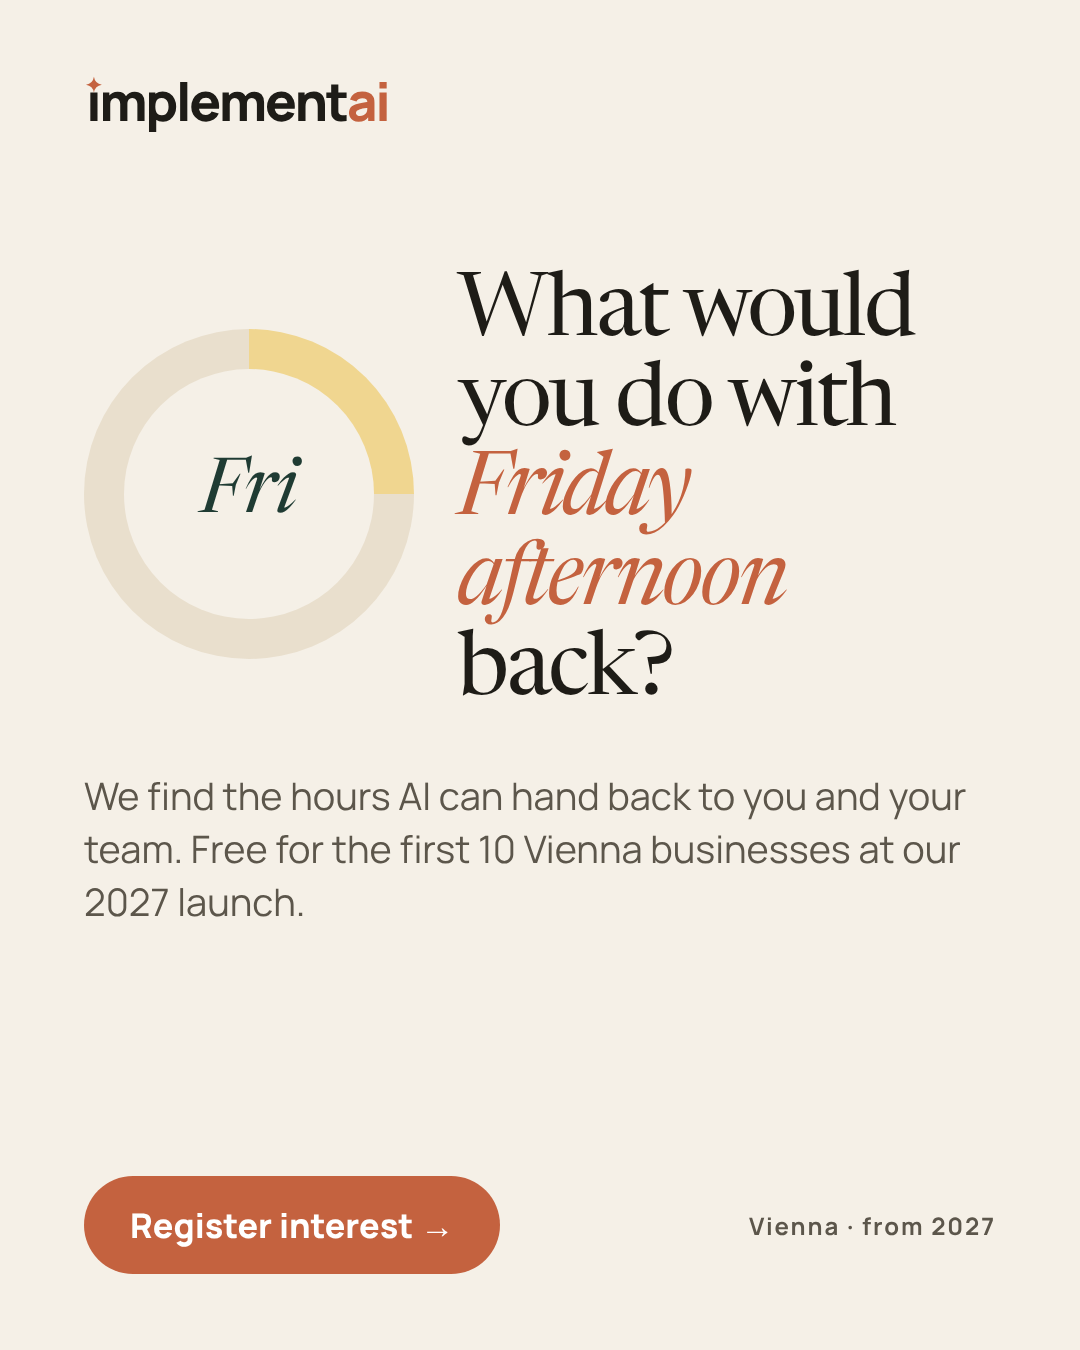 implementai
Fri
What would
you do with
Friday
afternoon
back?
We find the hours AI can hand back to you and your
team. Free for the first 10 Vienna businesses at our
2027 launch.
Register interest →
Vienna · from 2027